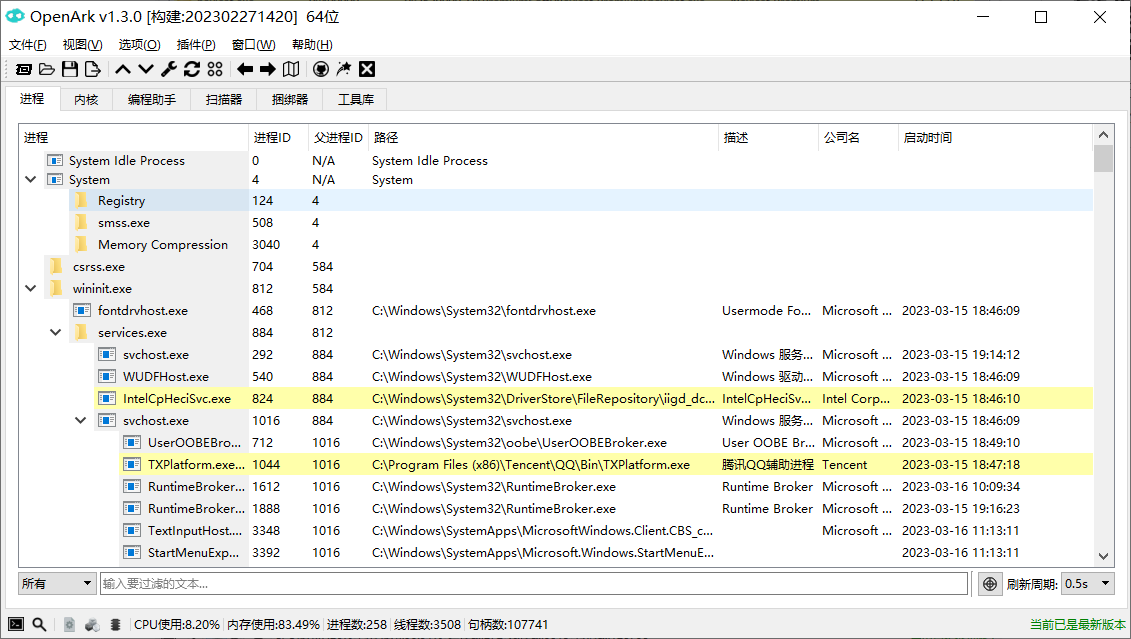 OpenArk v1.3.0 [构建:202302271420] 64位
文件(F) 视图(V) 选项(O) 插件(P) 窗口(W) 帮助(H)
进程 内核 编程助手 扫描器 捆绑器 工具库
进程 进程ID 父进程ID 路径 描述 公司名 启动时间
System Idle Process 0 N/A System Idle Process
System 4 N/A System
Registry 124 4
smss.exe 508 4
Memory Compression 3040 4
csrss.exe 704 584
wininit.exe 812 584
fontdrvhost.exe 468 812 C:\Windows\System32\fontdrvhost.exe Usermode Fo... Microsoft ... 2023-03-15 18:46:09
services.exe 884 812
svchost.exe 292 884 C:\Windows\System32\svchost.exe Windows 服务... Microsoft ... 2023-03-15 19:14:12
WUDFHost.exe 540 884 C:\Windows\System32\WUDFHost.exe Windows 驱动... Microsoft ... 2023-03-15 18:46:09
IntelCpHeciSvc.exe 824 884 C:\Windows\System32\DriverStore\FileRepository\iigd_dc... IntelCpHeciSv... Intel Corp... 2023-03-15 18:46:10
svchost.exe 1016 884 C:\Windows\System32\svchost.exe Windows 服务... Microsoft ... 2023-03-15 18:46:09
UserOOBEBro... 712 1016 C:\Windows\System32\oobe\UserOOBEBroker.exe User OOBE Br... Microsoft ... 2023-03-15 18:49:10
TXPlatform.exe... 1044 1016 C:\Program Files (x86)\Tencent\QQ\Bin\TXPlatform.exe 腾讯QQ辅助进程 Tencent 2023-03-15 18:47:18
RuntimeBroker... 1612 1016 C:\Windows\System32\RuntimeBroker.exe Runtime Broker Microsoft ... 2023-03-16 10:09:34
RuntimeBroker... 1888 1016 C:\Windows\System32\RuntimeBroker.exe Runtime Broker Microsoft ... 2023-03-15 19:16:23
TextInputHost.... 3348 1016 C:\Windows\SystemApps\MicrosoftWindows.Client.CBS_c... Microsoft ... 2023-03-16 11:13:11
StartMenuExp... 3392 1016 C:\Windows\SystemApps\Microsoft.Windows.StartMenuE... 2023-03-16 11:13:11
所有 输入要过滤的文本... 刷新周期: 0.5s
CPU使用:8.20% 内存使用:83.49% 进程数:258 线程数:3508 句柄数:107741 当前已是最新版本